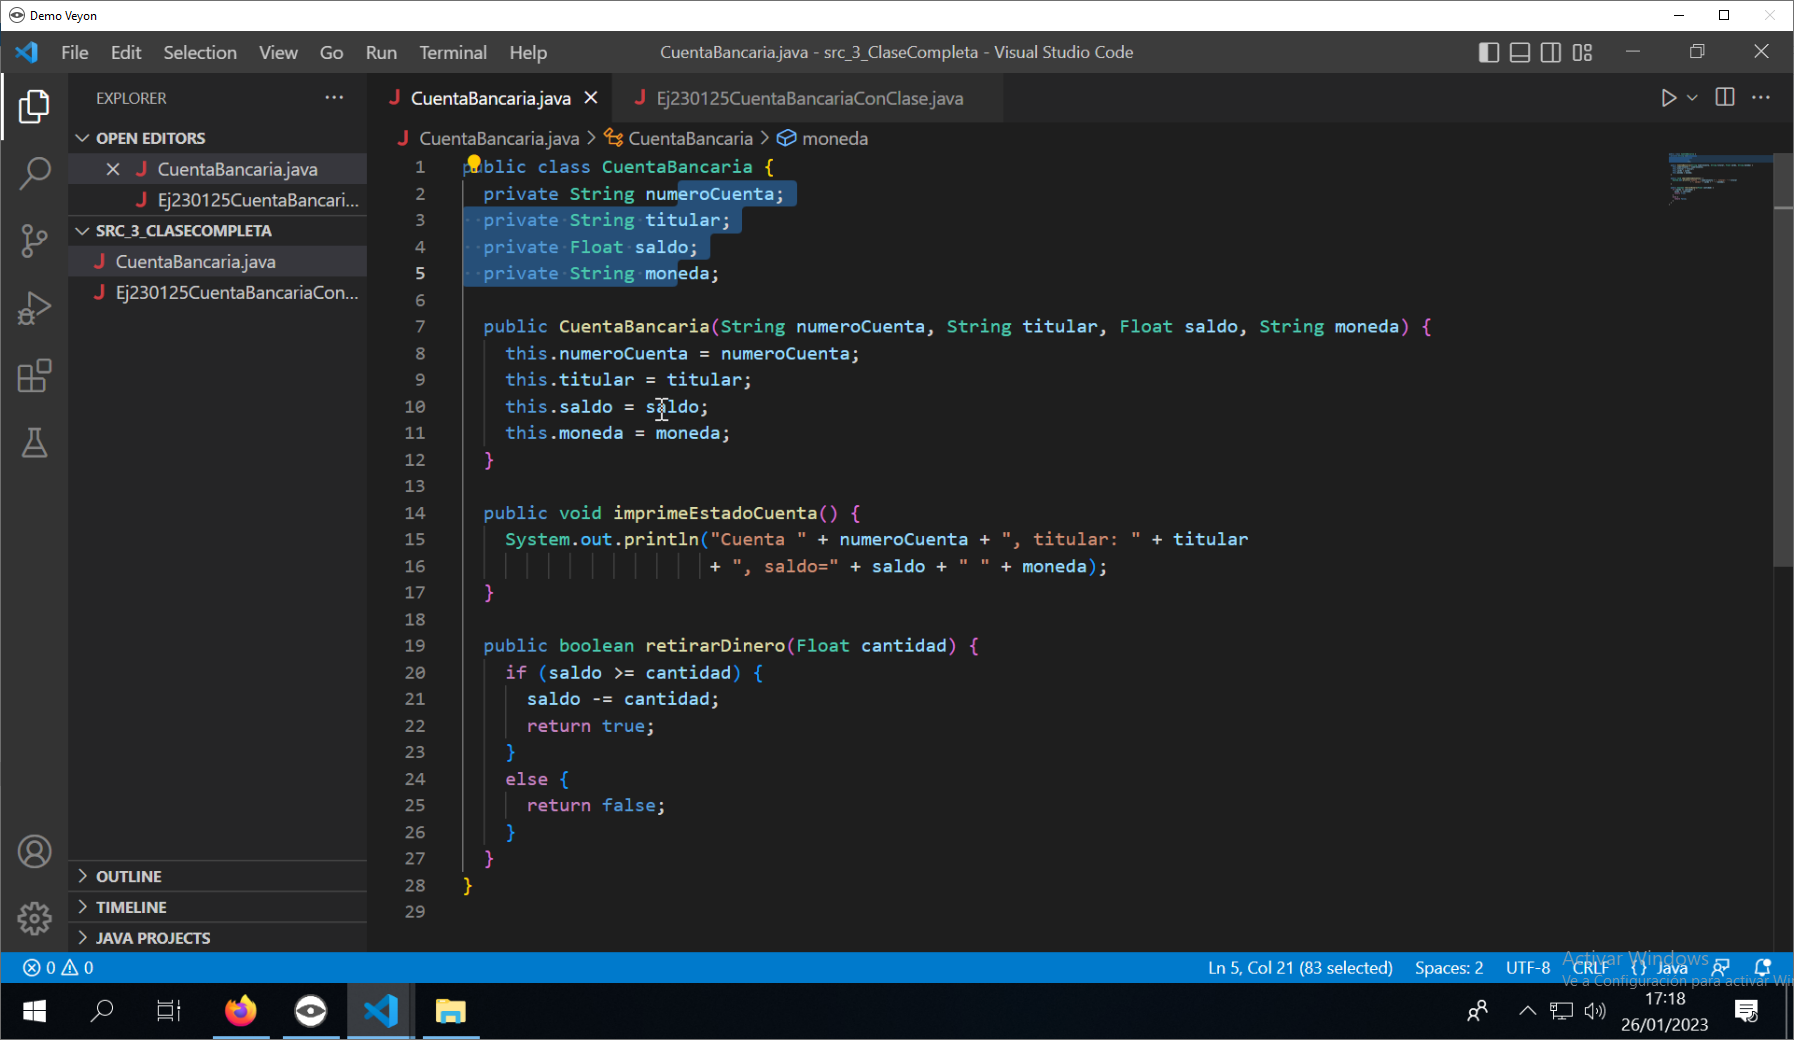 Demo Veyon
File Edit Selection View Go Run Terminal Help
CuentaBancaria.java - src_3_ClaseCompleta - Visual Studio Code
EXPLORER
OPEN EDITORS
CuentaBancaria.java
Ej230125CuentaBancari...
SRC_3_CLASECOMPLETA
CuentaBancaria.java
Ej230125CuentaBancariaCon...
OUTLINE
TIMELINE
JAVA PROJECTS
CuentaBancaria.java
Ej230125CuentaBancariaConClase.java
CuentaBancaria.java > CuentaBancaria > moneda
1 public class CuentaBancaria {
2 private String numeroCuenta;
3 private String titular;
4 private Float saldo;
5 private String moneda;
6
7 public CuentaBancaria(String numeroCuenta, String titular, Float saldo, String moneda) {
8 this.numeroCuenta = numeroCuenta;
9 this.titular = titular;
10 this.saldo = saldo;
11 this.moneda = moneda;
12 }
13
14 public void imprimeEstadoCuenta() {
15 System.out.println("Cuenta " + numeroCuenta + ", titular: " + titular
16 + ", saldo=" + saldo + " " + moneda);
17 }
18
19 public boolean retirarDinero(Float cantidad) {
20 if (saldo >= cantidad) {
21 saldo -= cantidad;
22 return true;
23 }
24 else {
25 return false;
26 }
27 }
28 }
29
0 0
Ln 5, Col 21 (83 selected) Spaces: 2 UTF-8 CRLF {} Java
Activar Windows
Ve a Configuración para activar Wi
17:18
26/01/2023